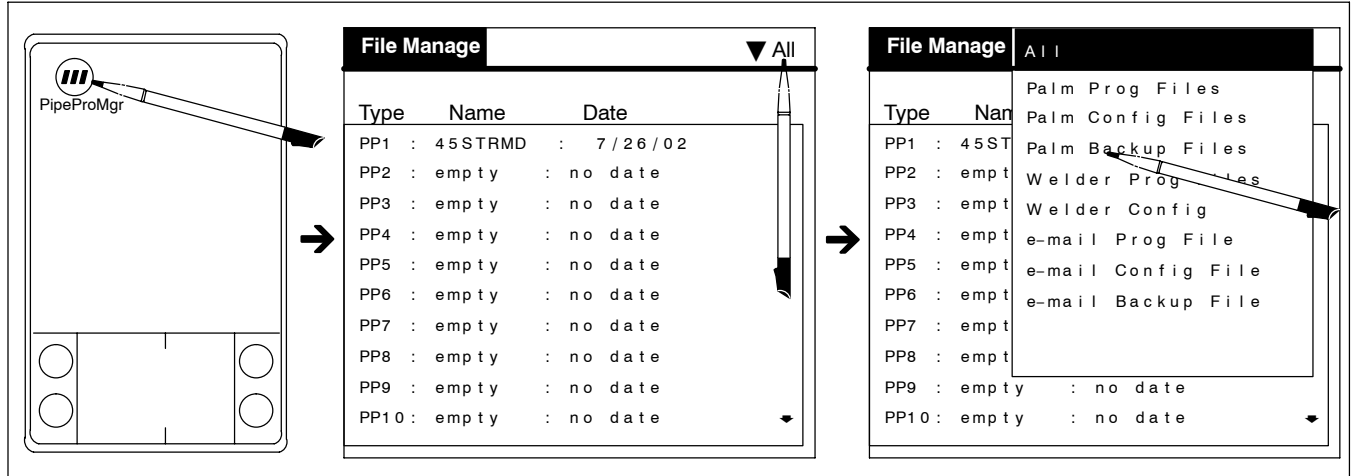 PipeProMgr
File Manage ▼ All
Type Name Date
PP1 : 45STRMD : 7/26/02
PP2 : empty : no date
PP3 : empty : no date
PP4 : empty : no date
PP5 : empty : no date
PP6 : empty : no date
PP7 : empty : no date
PP8 : empty : no date
PP9 : empty : no date
PP10: empty : no date
File Manage All
Palm Prog Files
Palm Config Files
Palm Backup Files
Welder Prog Files
Welder Config
e-mail Prog File
e-mail Config File
e-mail Backup File
Type Nam
PP1 : 45ST
PP2 : empt
PP3 : empt
PP4 : empt
PP5 : empt
PP6 : empt
PP7 : empt
PP8 : empt
PP9 : empty : no date
PP10: empty : no date